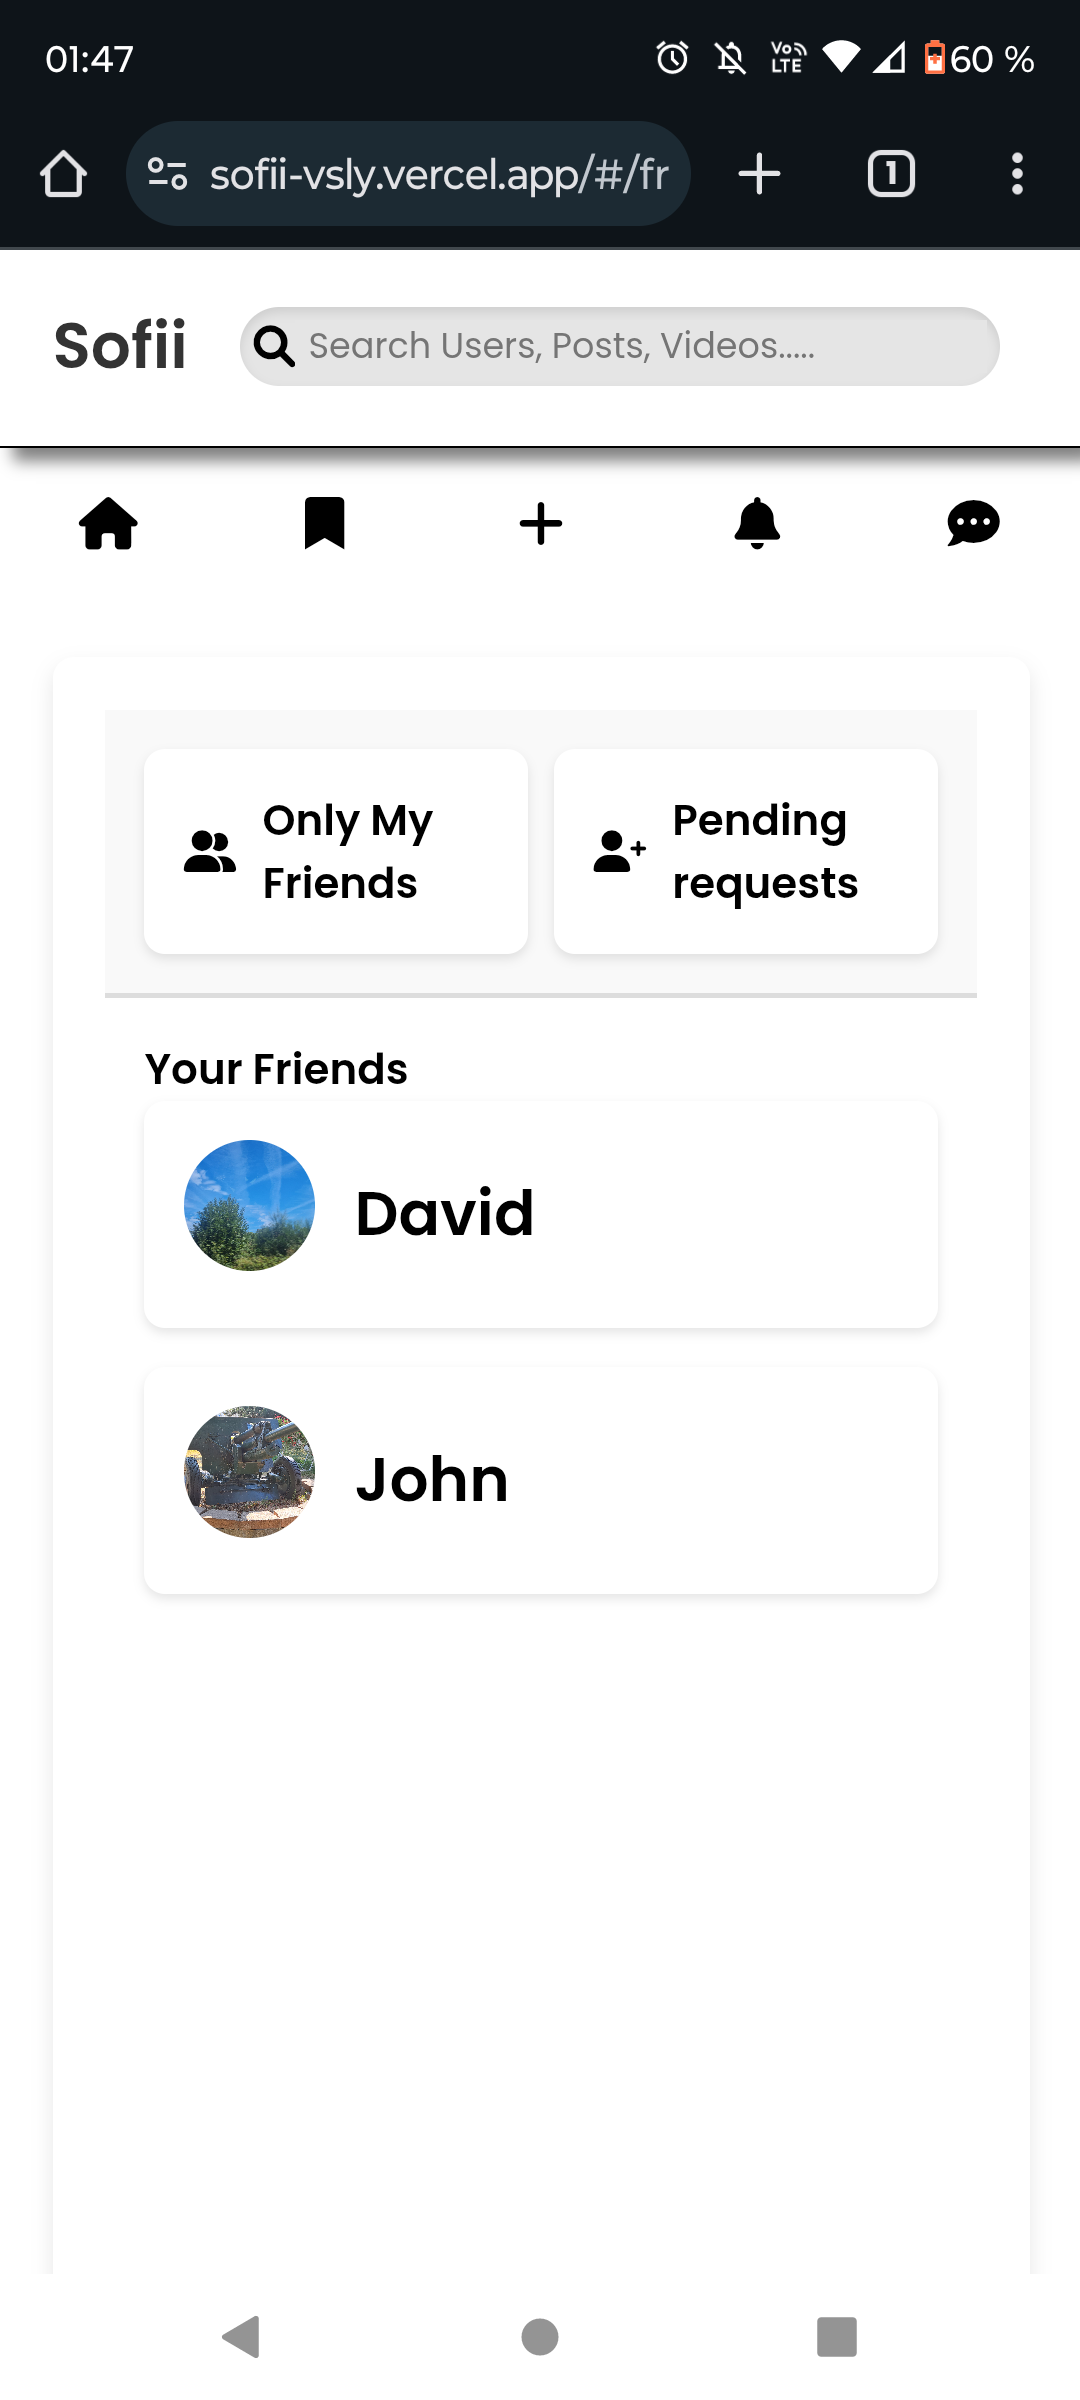 01:47
Vo LTE
60 %
sofii-vsly.vercel.app/#/fr
1
Sofii
Search Users, Posts, Videos.....
Only My
Friends
Pending
requests
Your Friends
David
John